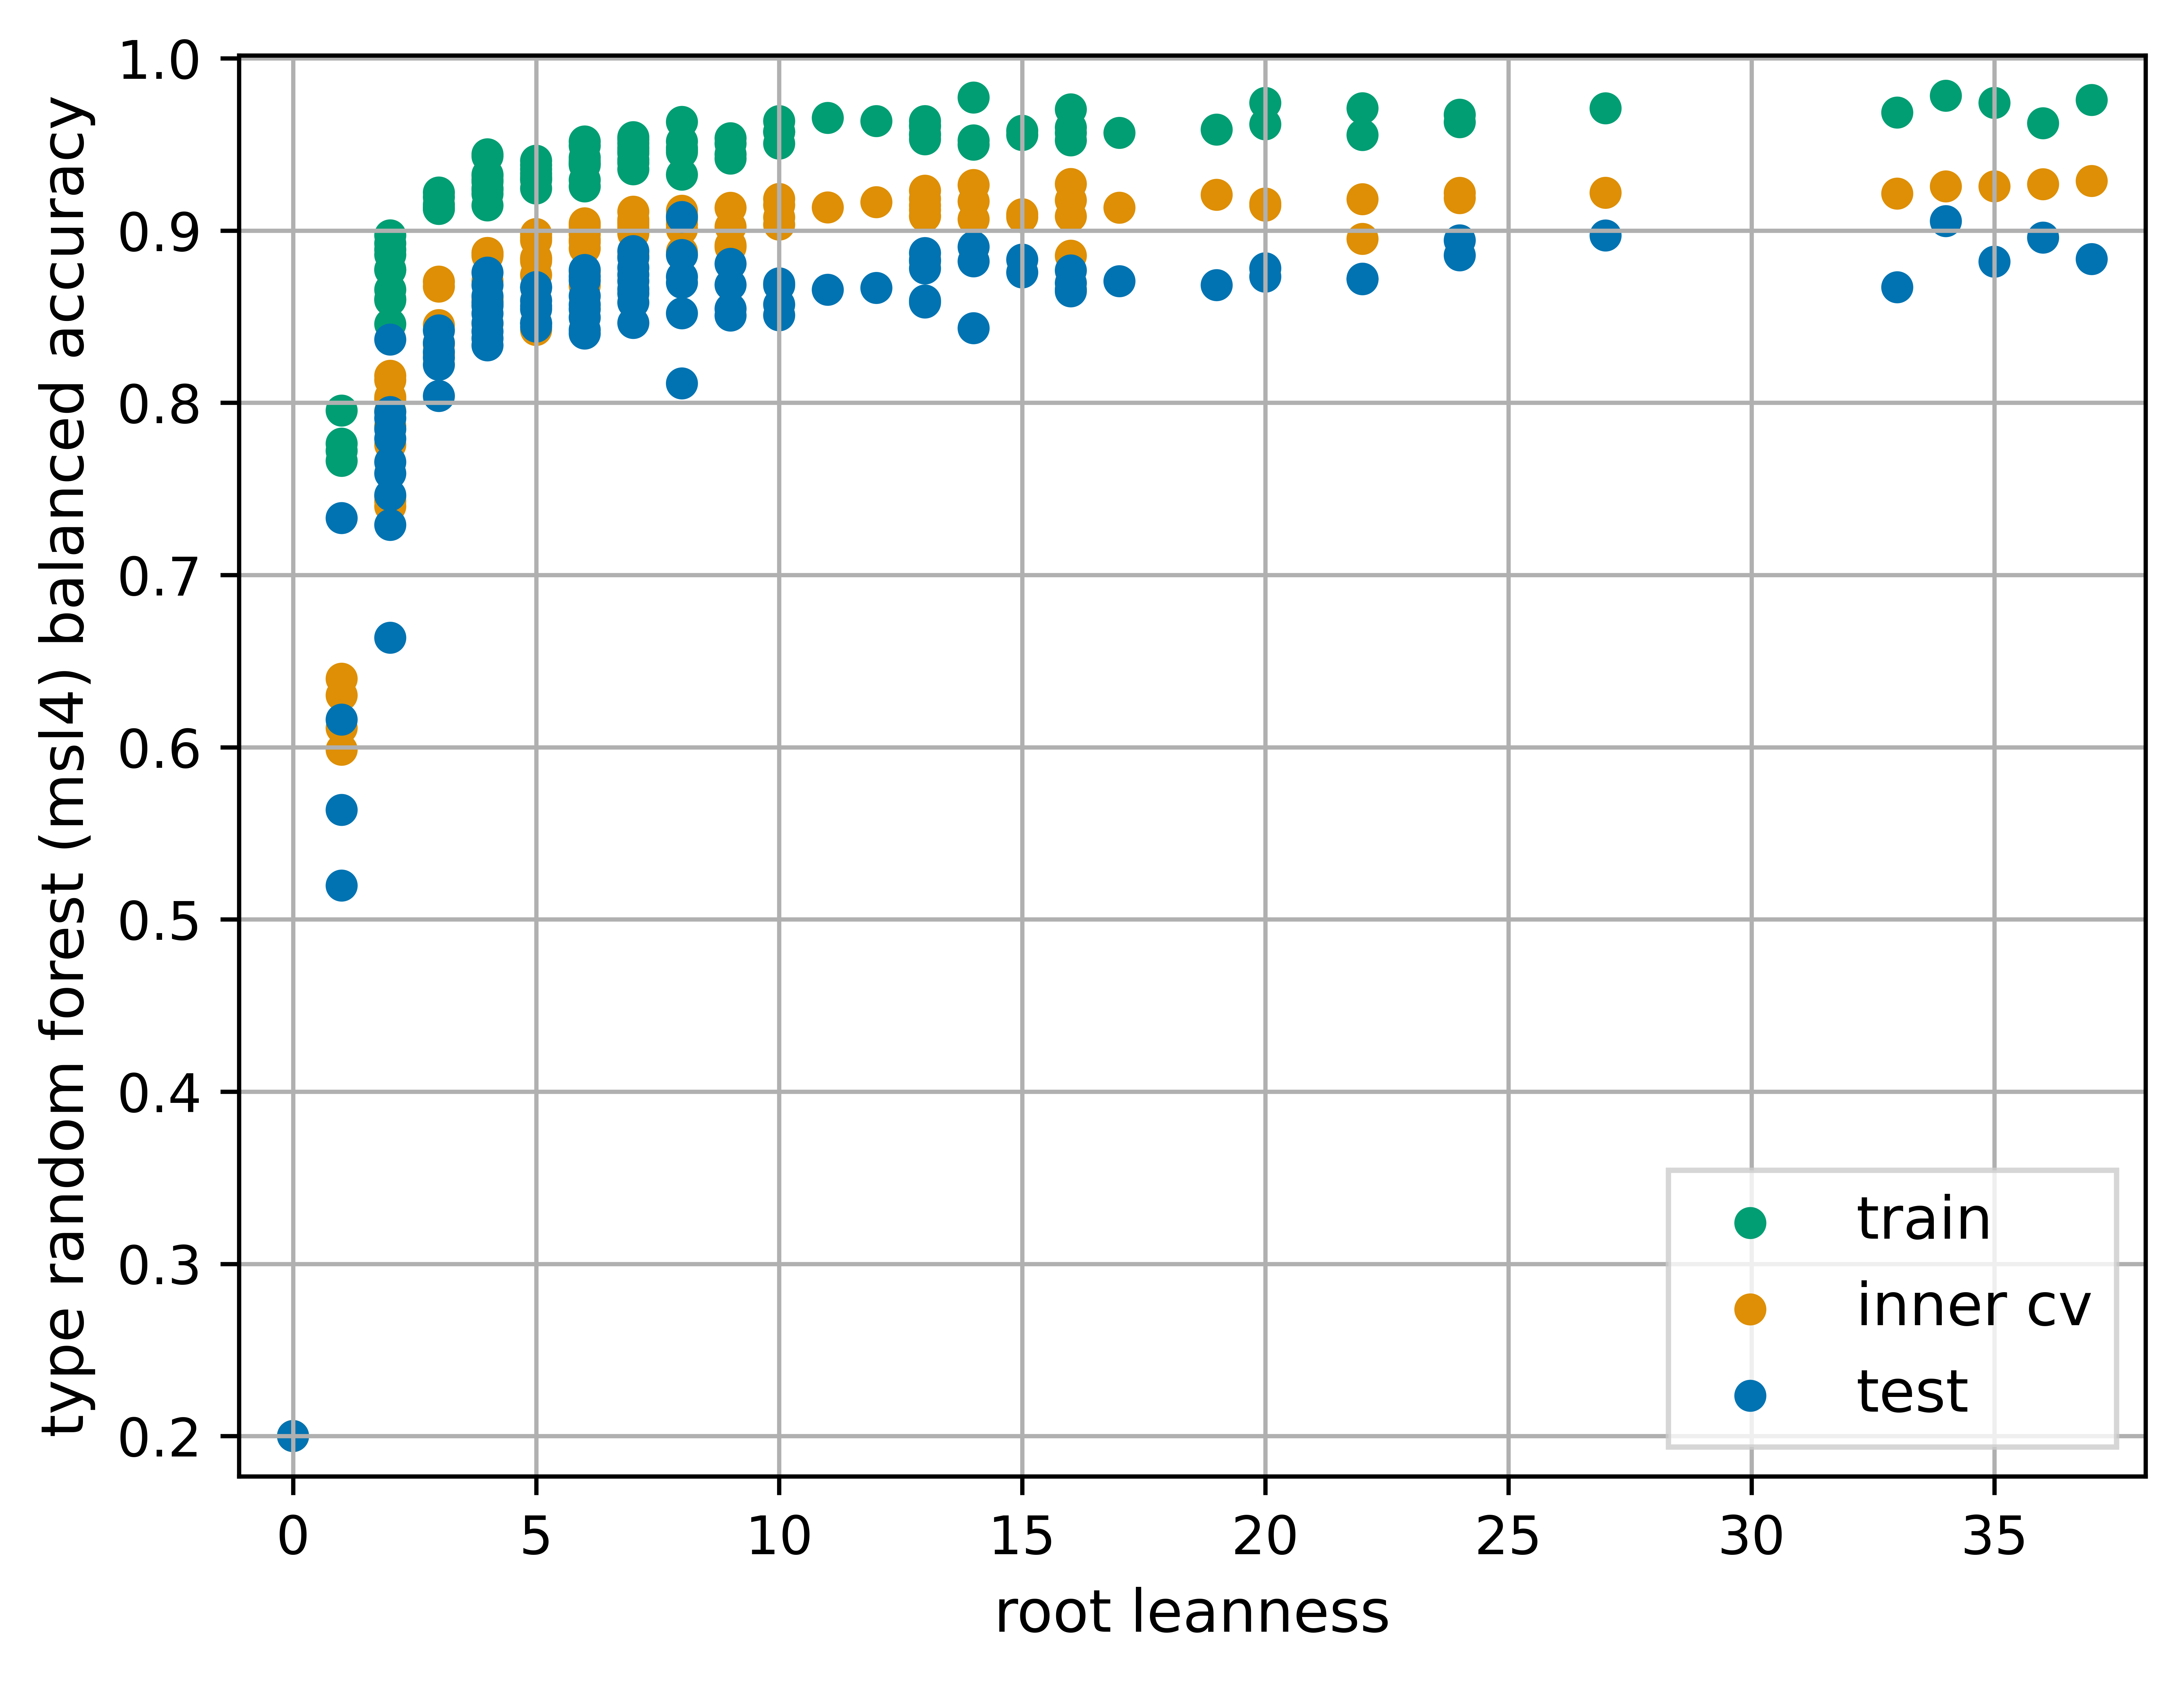 type random forest (msl4) balanced accuracy
1.0
0.9
0.8
0.7
0.6
0.5
0.4
0.3
0.2
train
inner cv
test
0 5 10 15 20 25 30 35
root leanness